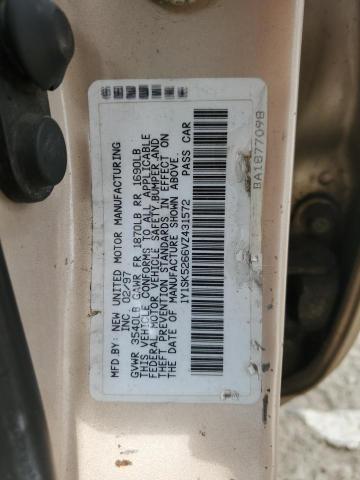 MFD BY: NEW UNITED MOTOR MANUFACTURING
INC 02/97
GVWR 3540LB GAWR FR 1870LB RR 1690LB
THIS VEHICLE CONFORMS TO ALL APPLICABLE
FEDERAL MOTOR VEHICLE SAFETY, BUMPER, AND
THEFT PREVENTION STANDARDS IN EFFECT ON
THE DATE OF MANUFACTURE SHOWN ABOVE.
1Y1SK5266VZ431572 PASS CAR
BA1877098